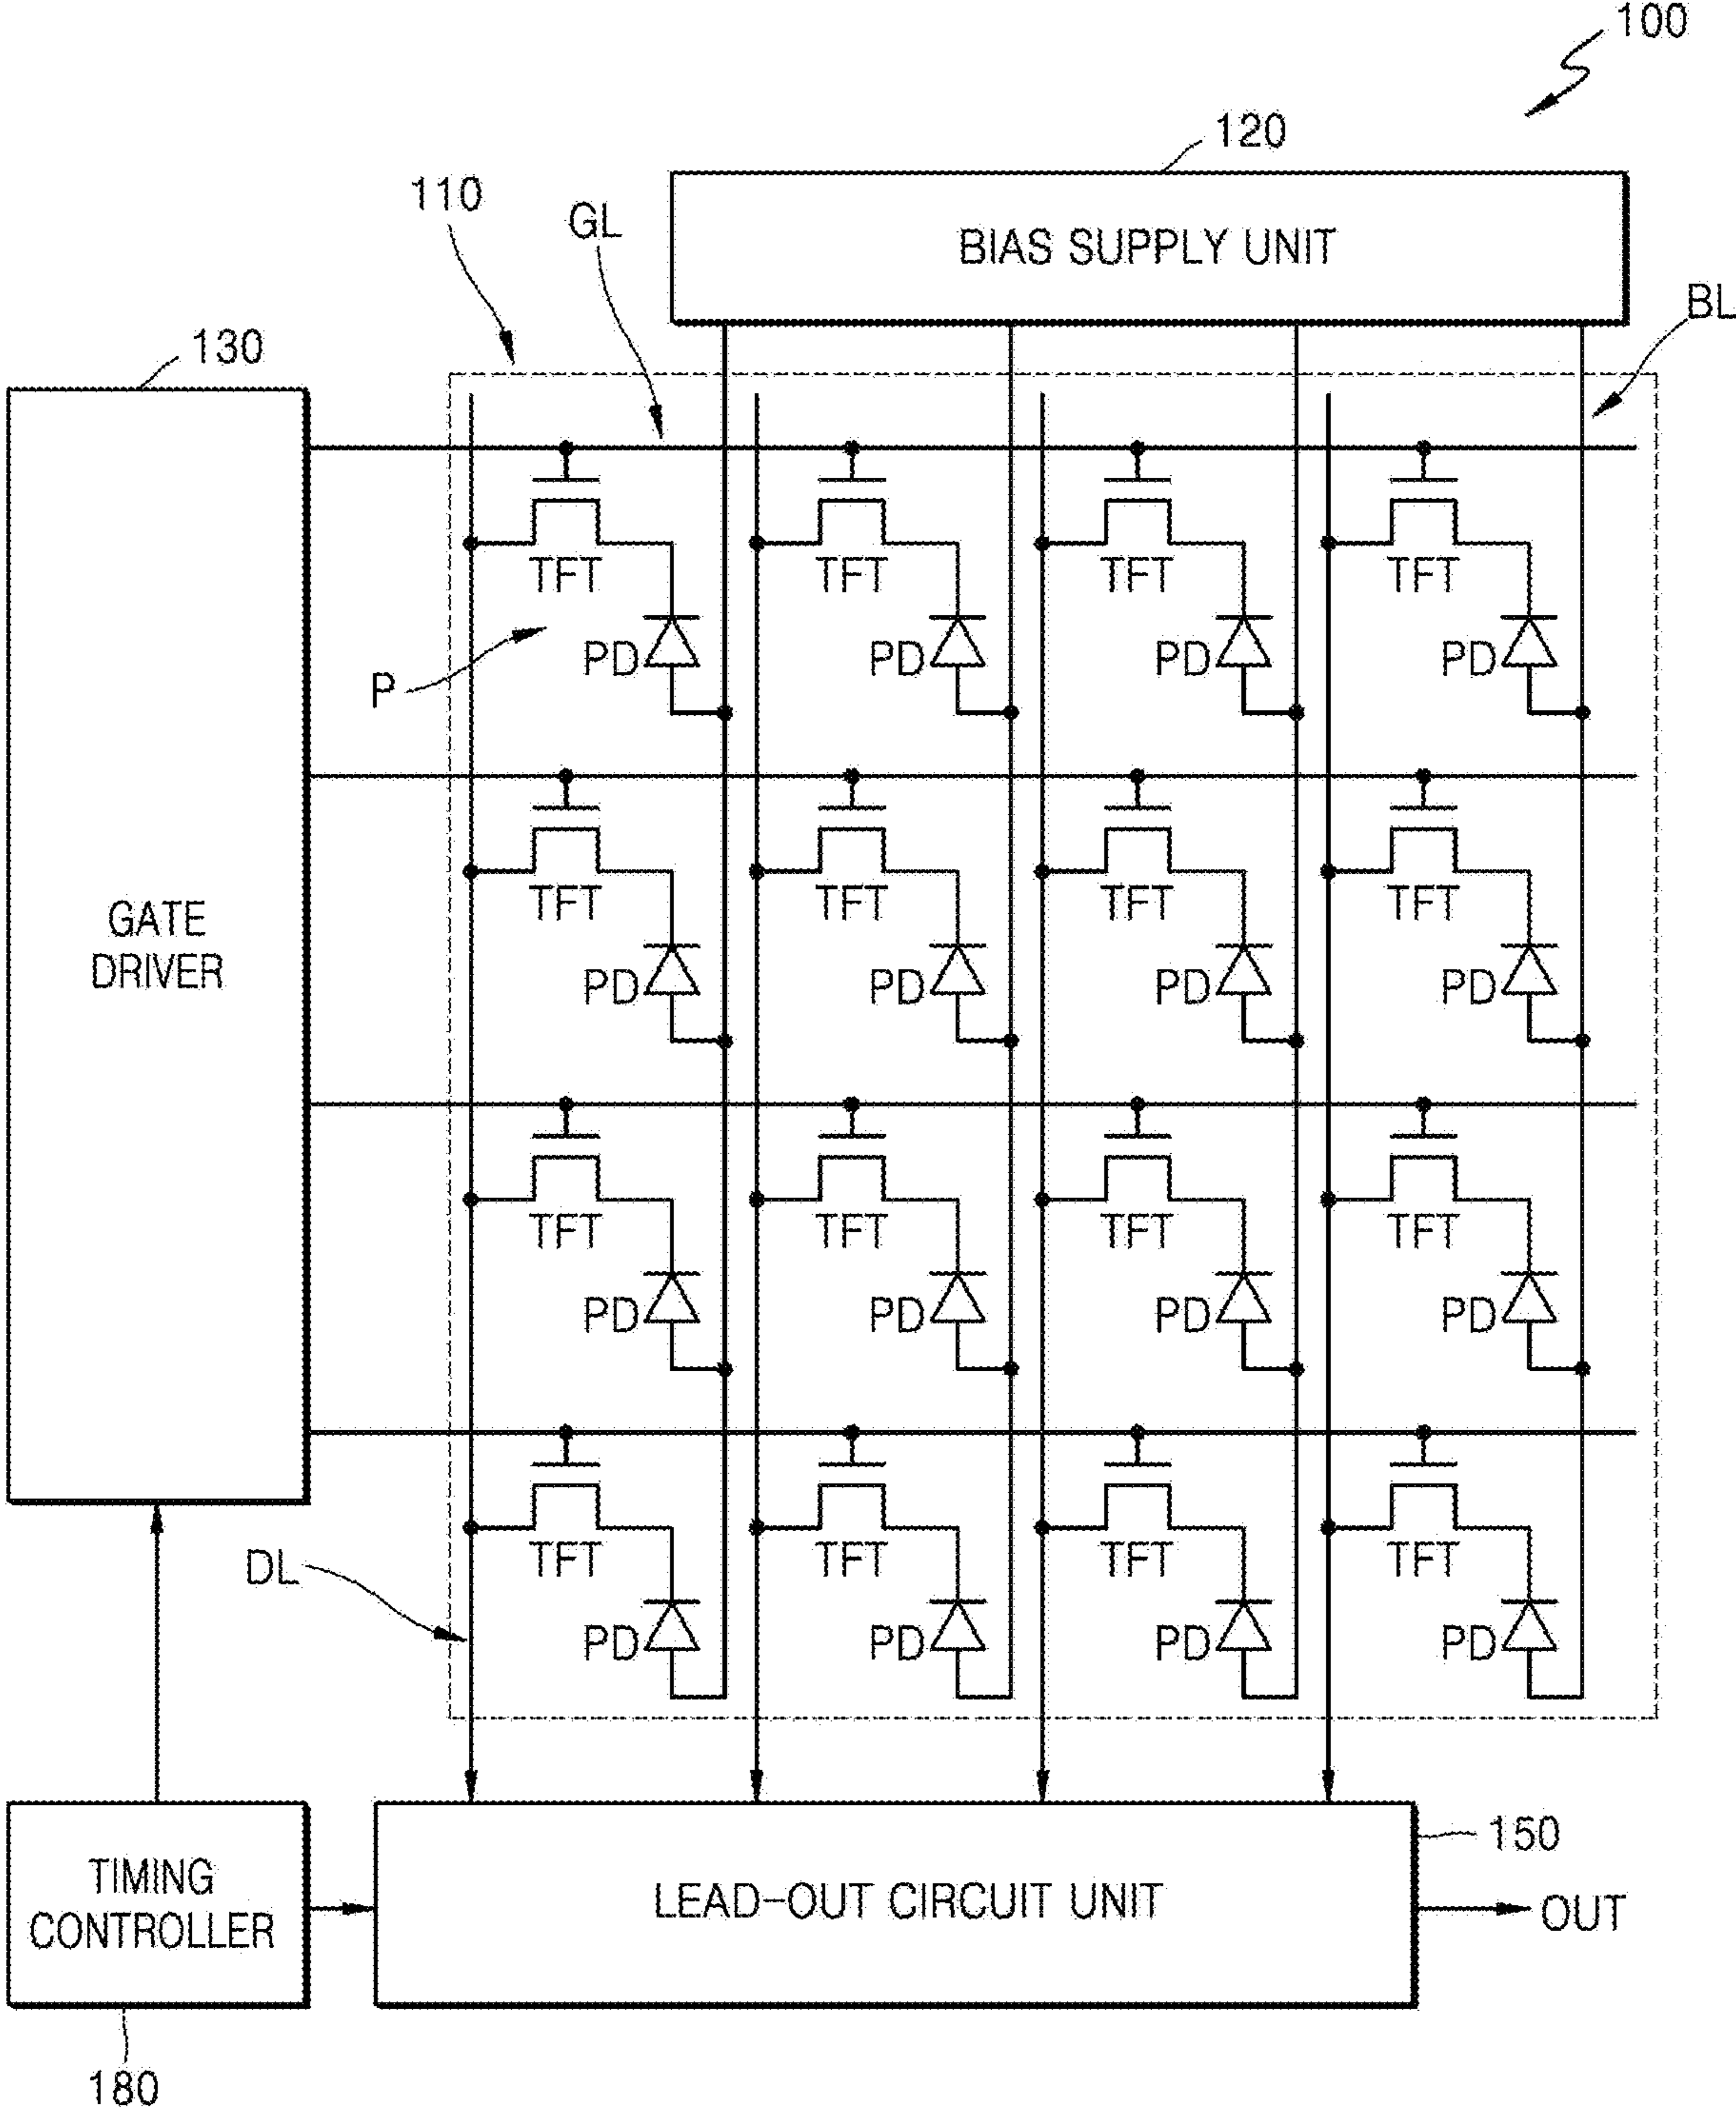 100
120
110
GL
BIAS SUPPLY UNIT
BL
130
TFT TFT TFT TFT
P
PD PD PD PD
GATE
DRIVER
TFT TFT TFT TFT
PD PD PD PD
TFT TFT TFT TFT
PD PD PD PD
DL
TFT TFT TFT TFT
PD PD PD PD
TIMING
CONTROLLER
LEAD-OUT CIRCUIT UNIT
150
OUT
180